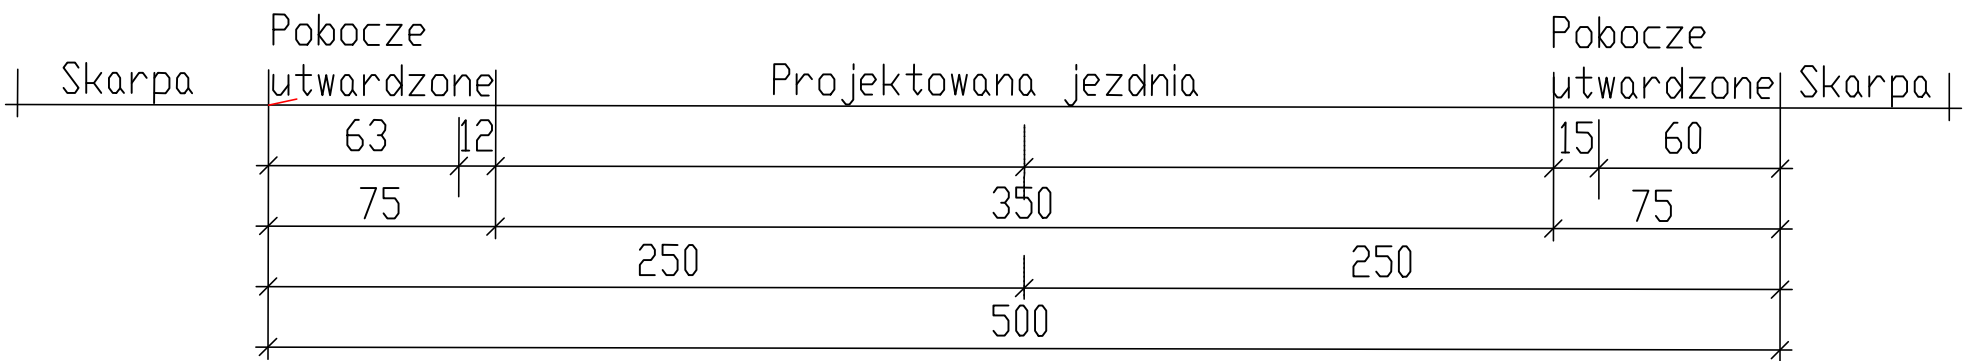 Pobocze
utwardzone
Pobocze
utwardzone
Skarpa
Projektowana jezdnia
Skarpa
63
12
15
60
75
350
75
250
250
500